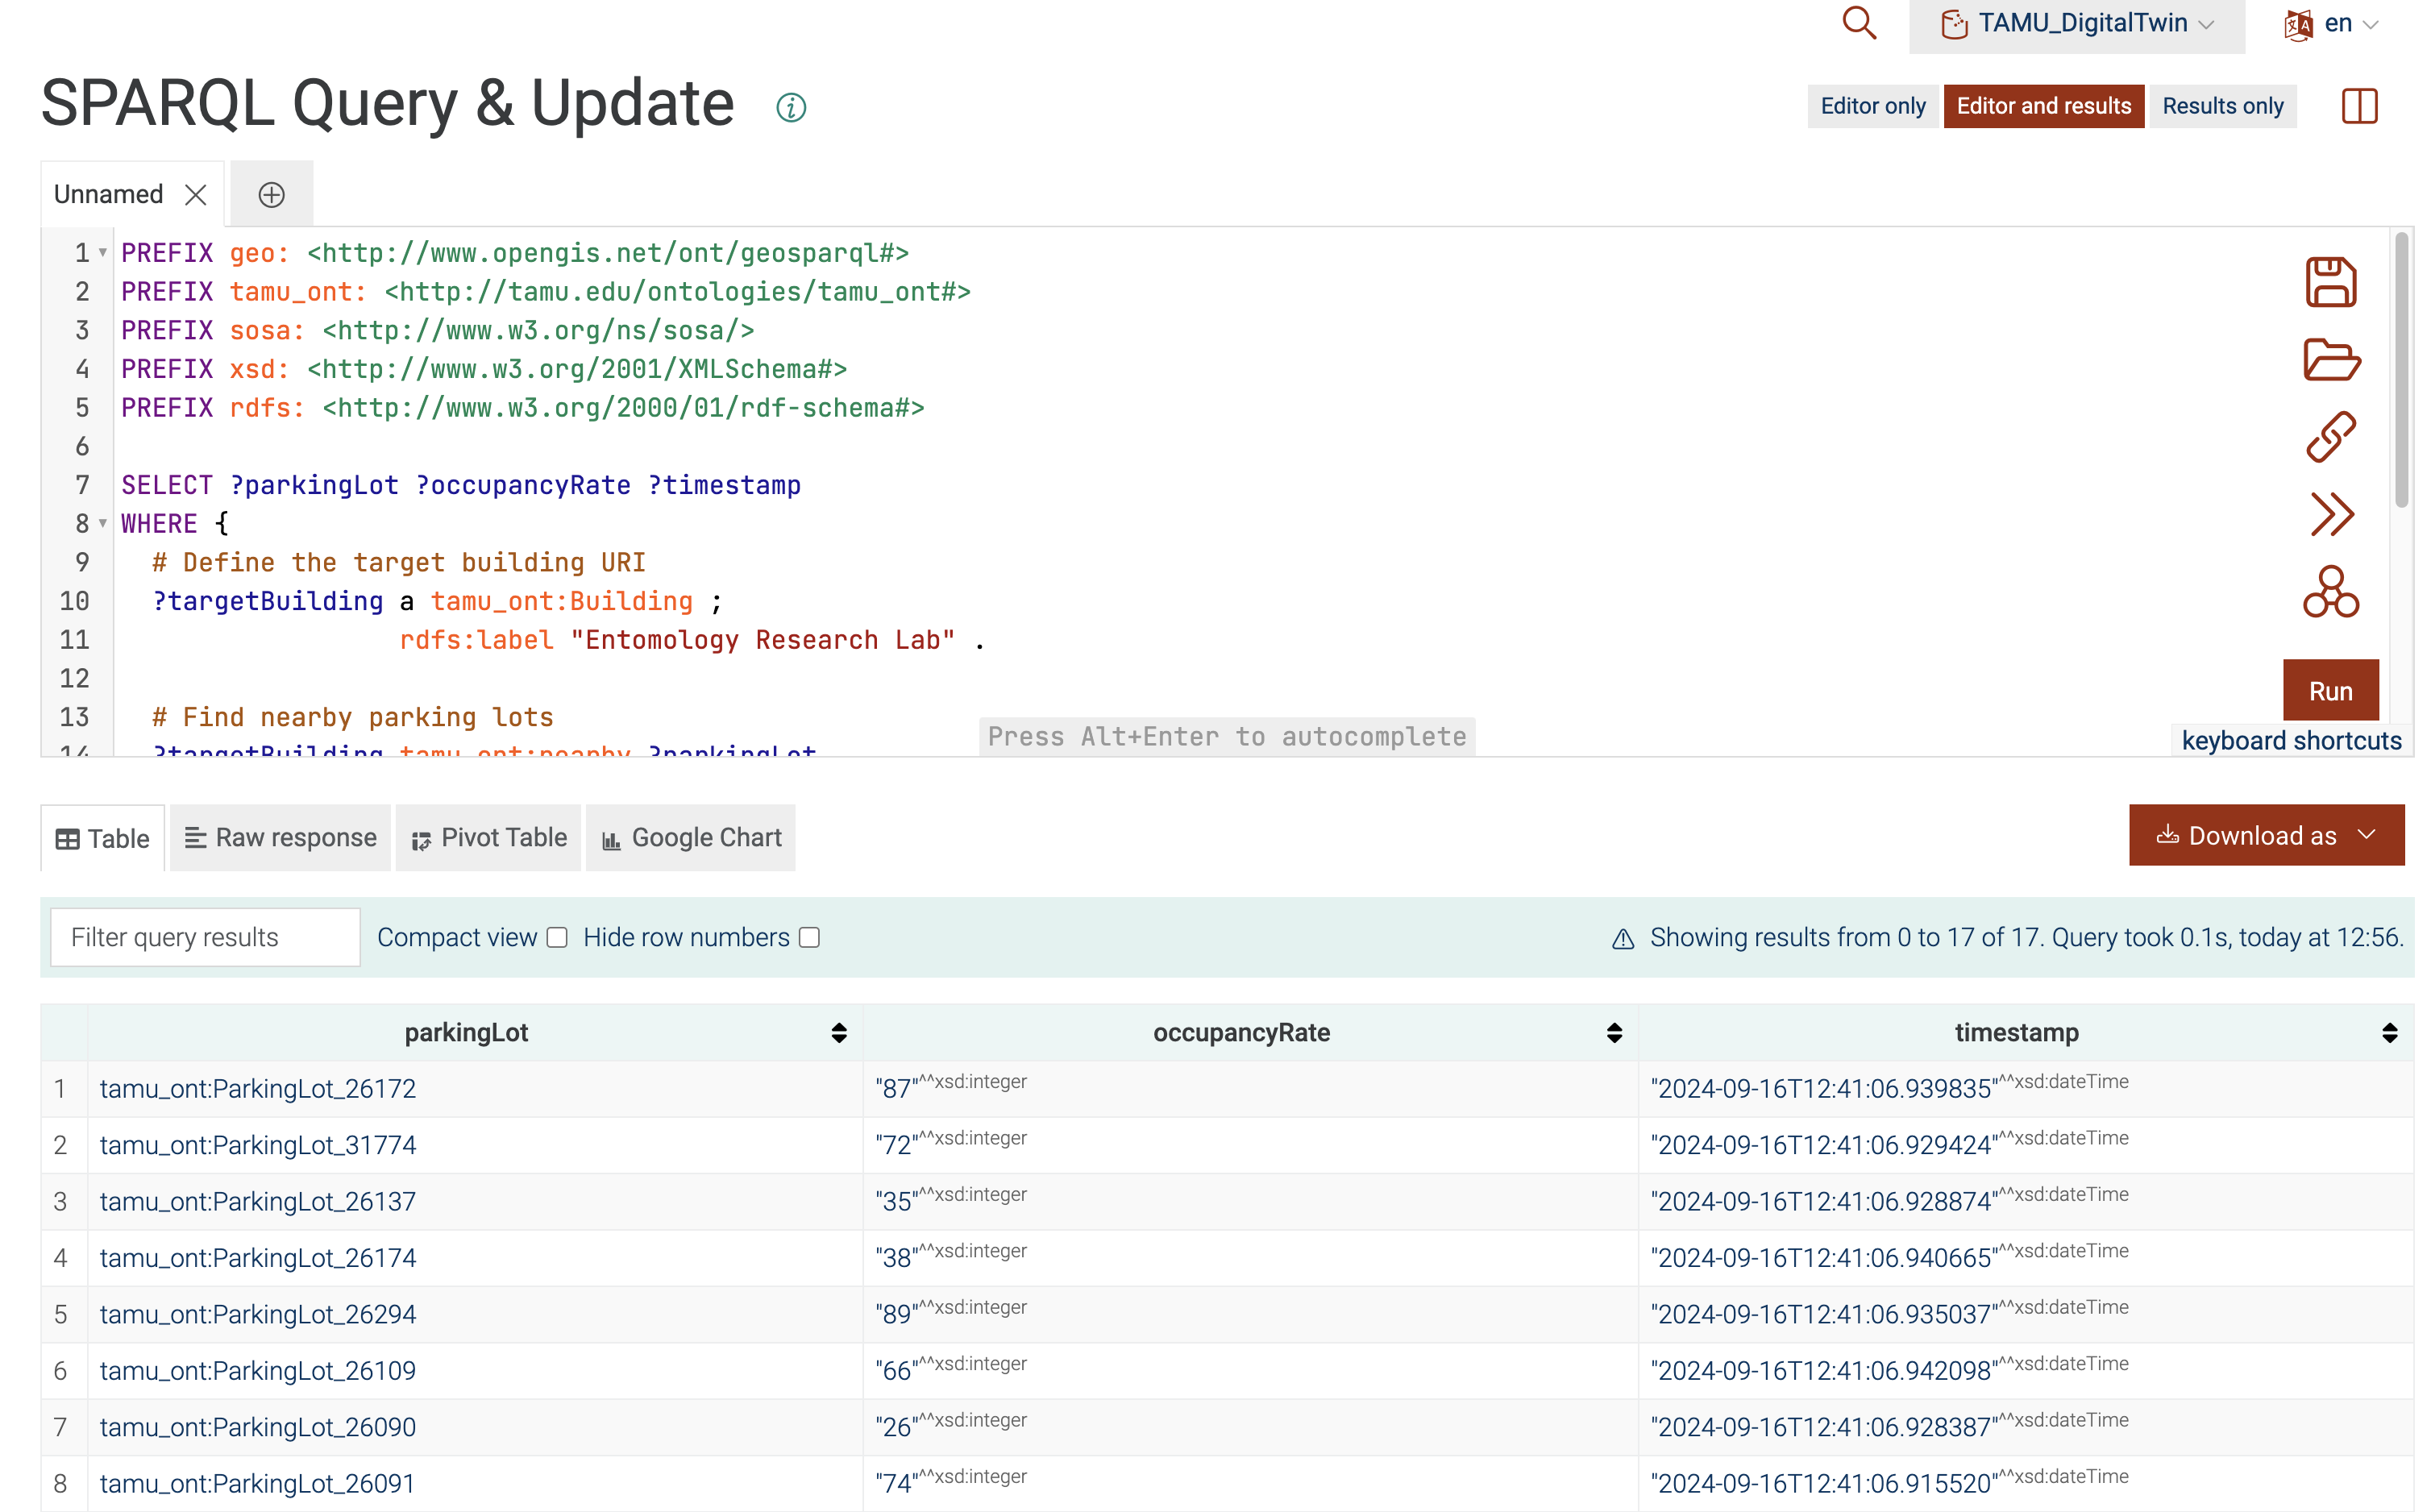 TAMU_DigitalTwin en
SPARQL Query & Update
Editor only Editor and results Results only
Unnamed
1 PREFIX geo: <http://www.opengis.net/ont/geosparql#>
2 PREFIX tamu_ont: <http://tamu.edu/ontologies/tamu_ont#>
3 PREFIX sosa: <http://www.w3.org/ns/sosa/>
4 PREFIX xsd: <http://www.w3.org/2001/XMLSchema#>
5 PREFIX rdfs: <http://www.w3.org/2000/01/rdf-schema#>
6
7 SELECT ?parkingLot ?occupancyRate ?timestamp
8 WHERE {
9 # Define the target building URI
10 ?targetBuilding a tamu_ont:Building ;
11 rdfs:label "Entomology Research Lab" .
12
13 # Find nearby parking lots
14 ?targetBuilding tamu_ont:nearby ?parkingLot
Press Alt+Enter to autocomplete
Run
keyboard shortcuts
Table Raw response Pivot Table Google Chart
Download as
Filter query results Compact view Hide row numbers
Showing results from 0 to 17 of 17. Query took 0.1s, today at 12:56.
parkingLot occupancyRate timestamp
1 tamu_ont:ParkingLot_26172 "87"^^xsd:integer "2024-09-16T12:41:06.939835"^^xsd:dateTime
2 tamu_ont:ParkingLot_31774 "72"^^xsd:integer "2024-09-16T12:41:06.929424"^^xsd:dateTime
3 tamu_ont:ParkingLot_26137 "35"^^xsd:integer "2024-09-16T12:41:06.928874"^^xsd:dateTime
4 tamu_ont:ParkingLot_26174 "38"^^xsd:integer "2024-09-16T12:41:06.940665"^^xsd:dateTime
5 tamu_ont:ParkingLot_26294 "89"^^xsd:integer "2024-09-16T12:41:06.935037"^^xsd:dateTime
6 tamu_ont:ParkingLot_26109 "66"^^xsd:integer "2024-09-16T12:41:06.942098"^^xsd:dateTime
7 tamu_ont:ParkingLot_26090 "26"^^xsd:integer "2024-09-16T12:41:06.928387"^^xsd:dateTime
8 tamu_ont:ParkingLot_26091 "74"^^xsd:integer "2024-09-16T12:41:06.915520"^^xsd:dateTime